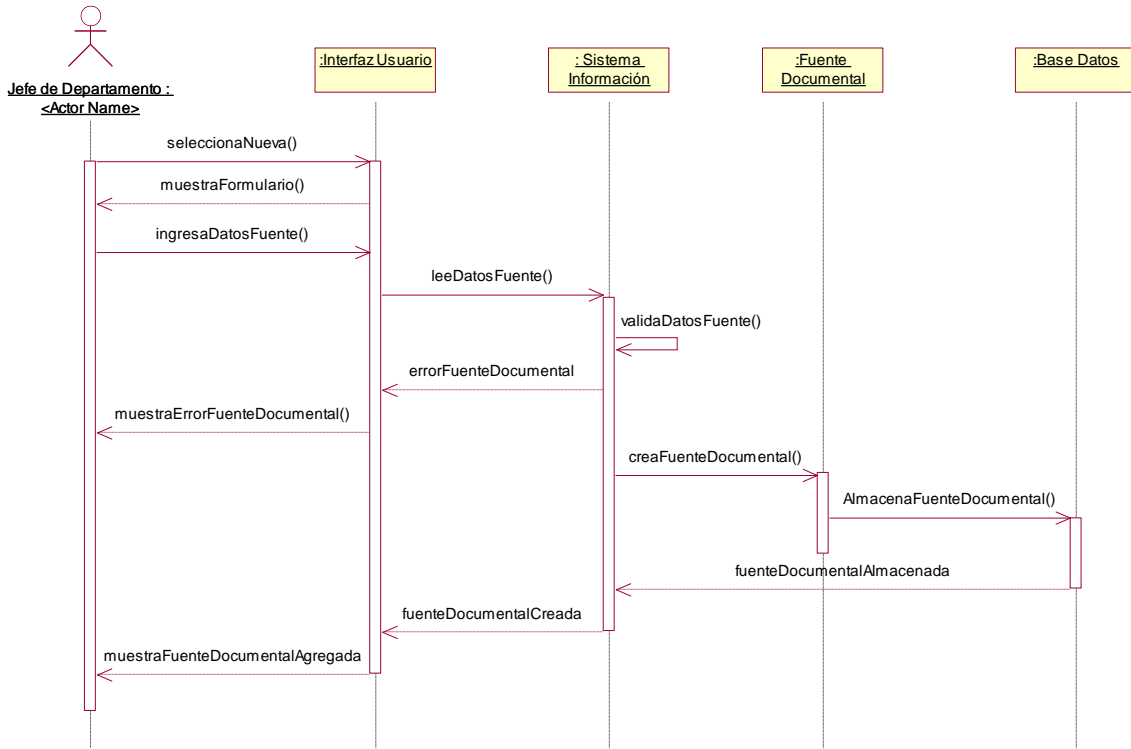 Jefe de Departamento :
<Actor Name>
:Interfaz Usuario
: Sistema
Información
:Fuente
Documental
:Base Datos
seleccionaNueva()
muestraFormulario()
ingresaDatosFuente()
leeDatosFuente()
validaDatosFuente()
errorFuenteDocumental
muestraErrorFuenteDocumental()
creaFuenteDocumental()
AlmacenaFuenteDocumental()
fuenteDocumentalAlmacenada
fuenteDocumentalCreada
muestraFuenteDocumentalAgregada